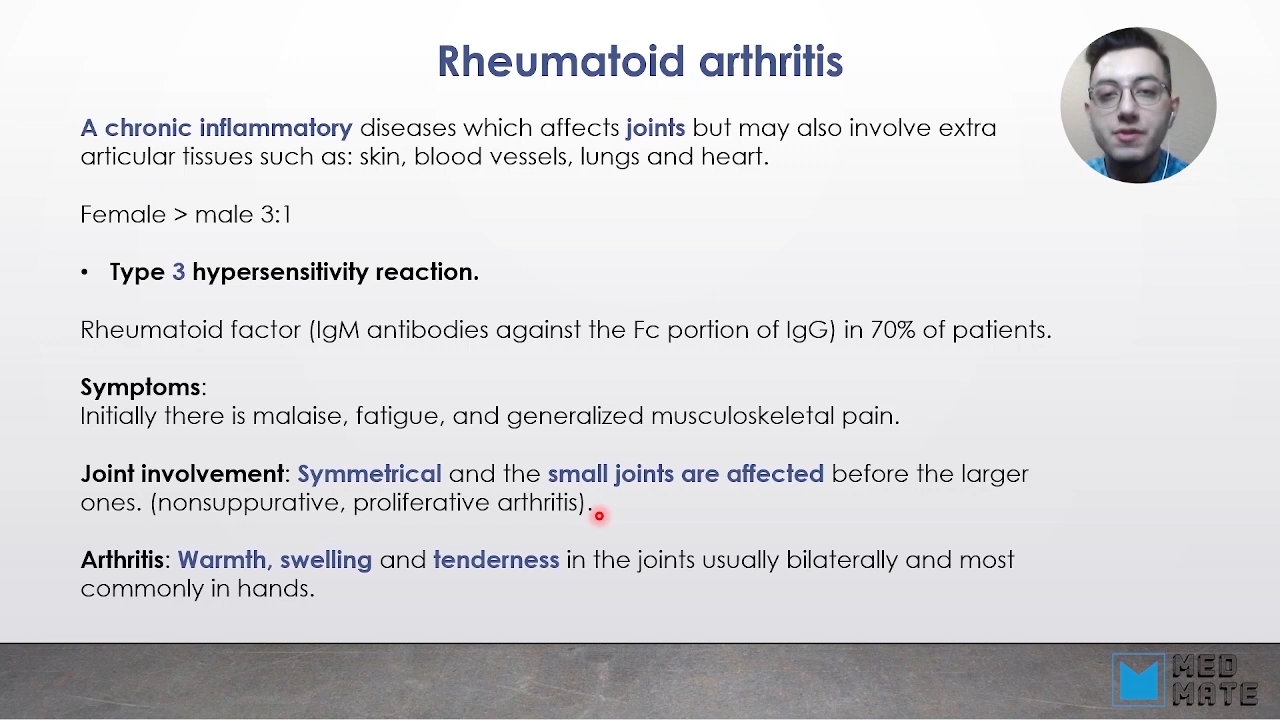 Rheumatoid arthritis
A chronic inflammatory diseases which affects joints but may also involve extra
articular tissues such as: skin, blood vessels, lungs and heart.
Female > male 3:1
• Type 3 hypersensitivity reaction.
Rheumatoid factor (IgM antibodies against the Fc portion of IgG) in 70% of patients.
Symptoms:
Initially there is malaise, fatigue, and generalized musculoskeletal pain.
Joint involvement: Symmetrical and the small joints are affected before the larger
ones. (nonsuppurative, proliferative arthritis).
Arthritis: Warmth, swelling and tenderness in the joints usually bilaterally and most
commonly in hands.
MED
MATE